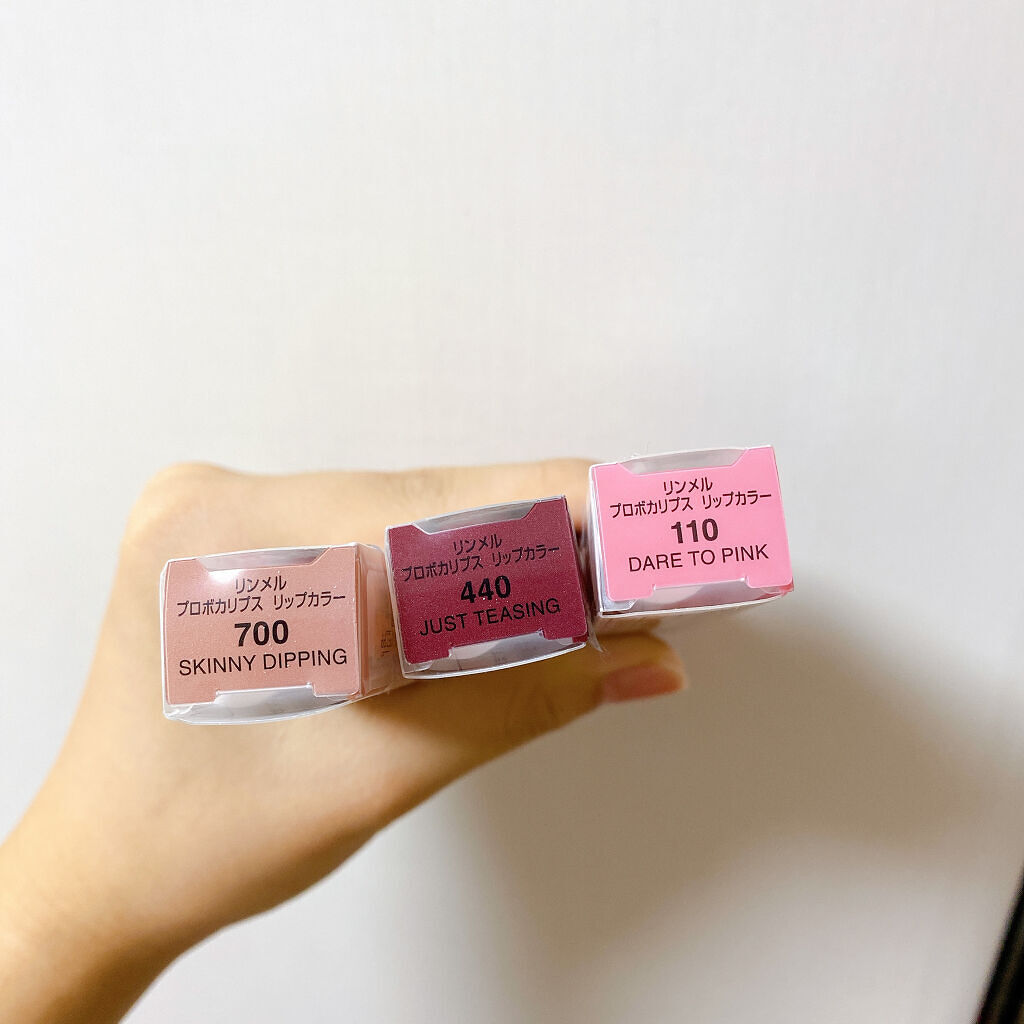 リンメル
プロボカリプス リップカラー
700
SKINNY DIPPING
リンメル
プロボカリプス リップカラー
440
JUST TEASING
リンメル
プロボカリプス リップカラー
110
DARE TO PINK